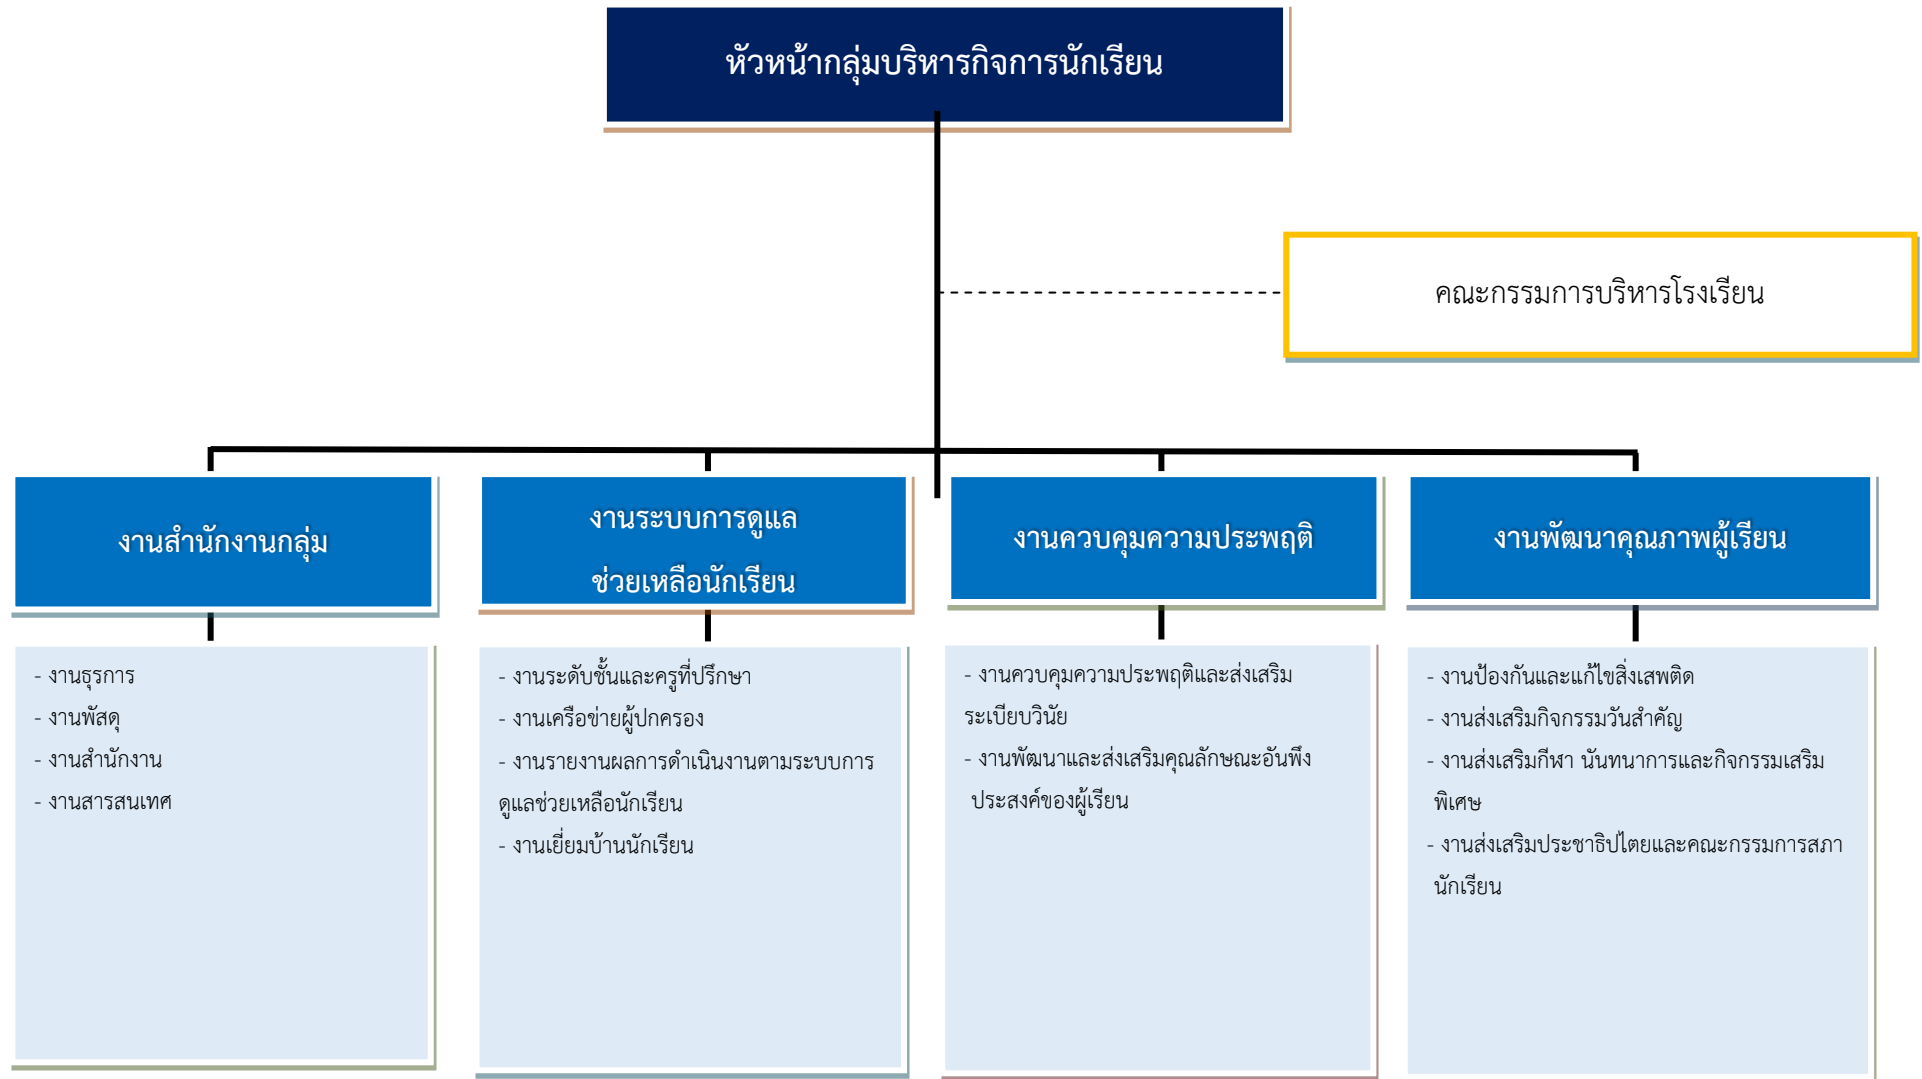 หัวหน้ากลุ่มบริหารกิจการนักเรียน
คณะกรรมการบริหารโรงเรียน
งานสำนักงานกลุ่ม
งานระบบการดูแล
ช่วยเหลือนักเรียน
งานควบคุมความประพฤติ
งานพัฒนาคุณภาพผู้เรียน
- งานธุรการ
- งานพัสดุ
- งานสำนักงาน
- งานสารสนเทศ
- งานระดับชั้นและครูที่ปรึกษา
- งานเครือข่ายผู้ปกครอง
- งานรายงานผลการดำเนินงานตามระบบการ
ดูแลช่วยเหลือนักเรียน
- งานเยี่ยมบ้านนักเรียน
- งานควบคุมความประพฤติและส่งเสริม
ระเบียบวินัย
- งานพัฒนาและส่งเสริมคุณลักษณะอันพึง
ประสงค์ของผู้เรียน
- งานป้องกันและแก้ไขสิ่งเสพติด
- งานส่งเสริมกิจกรรมวันสำคัญ
- งานส่งเสริมกีฬา นันทนาการและกิจกรรมเสริม
พิเศษ
- งานส่งเสริมประชาธิปไตยและคณะกรรมการสภา
นักเรียน